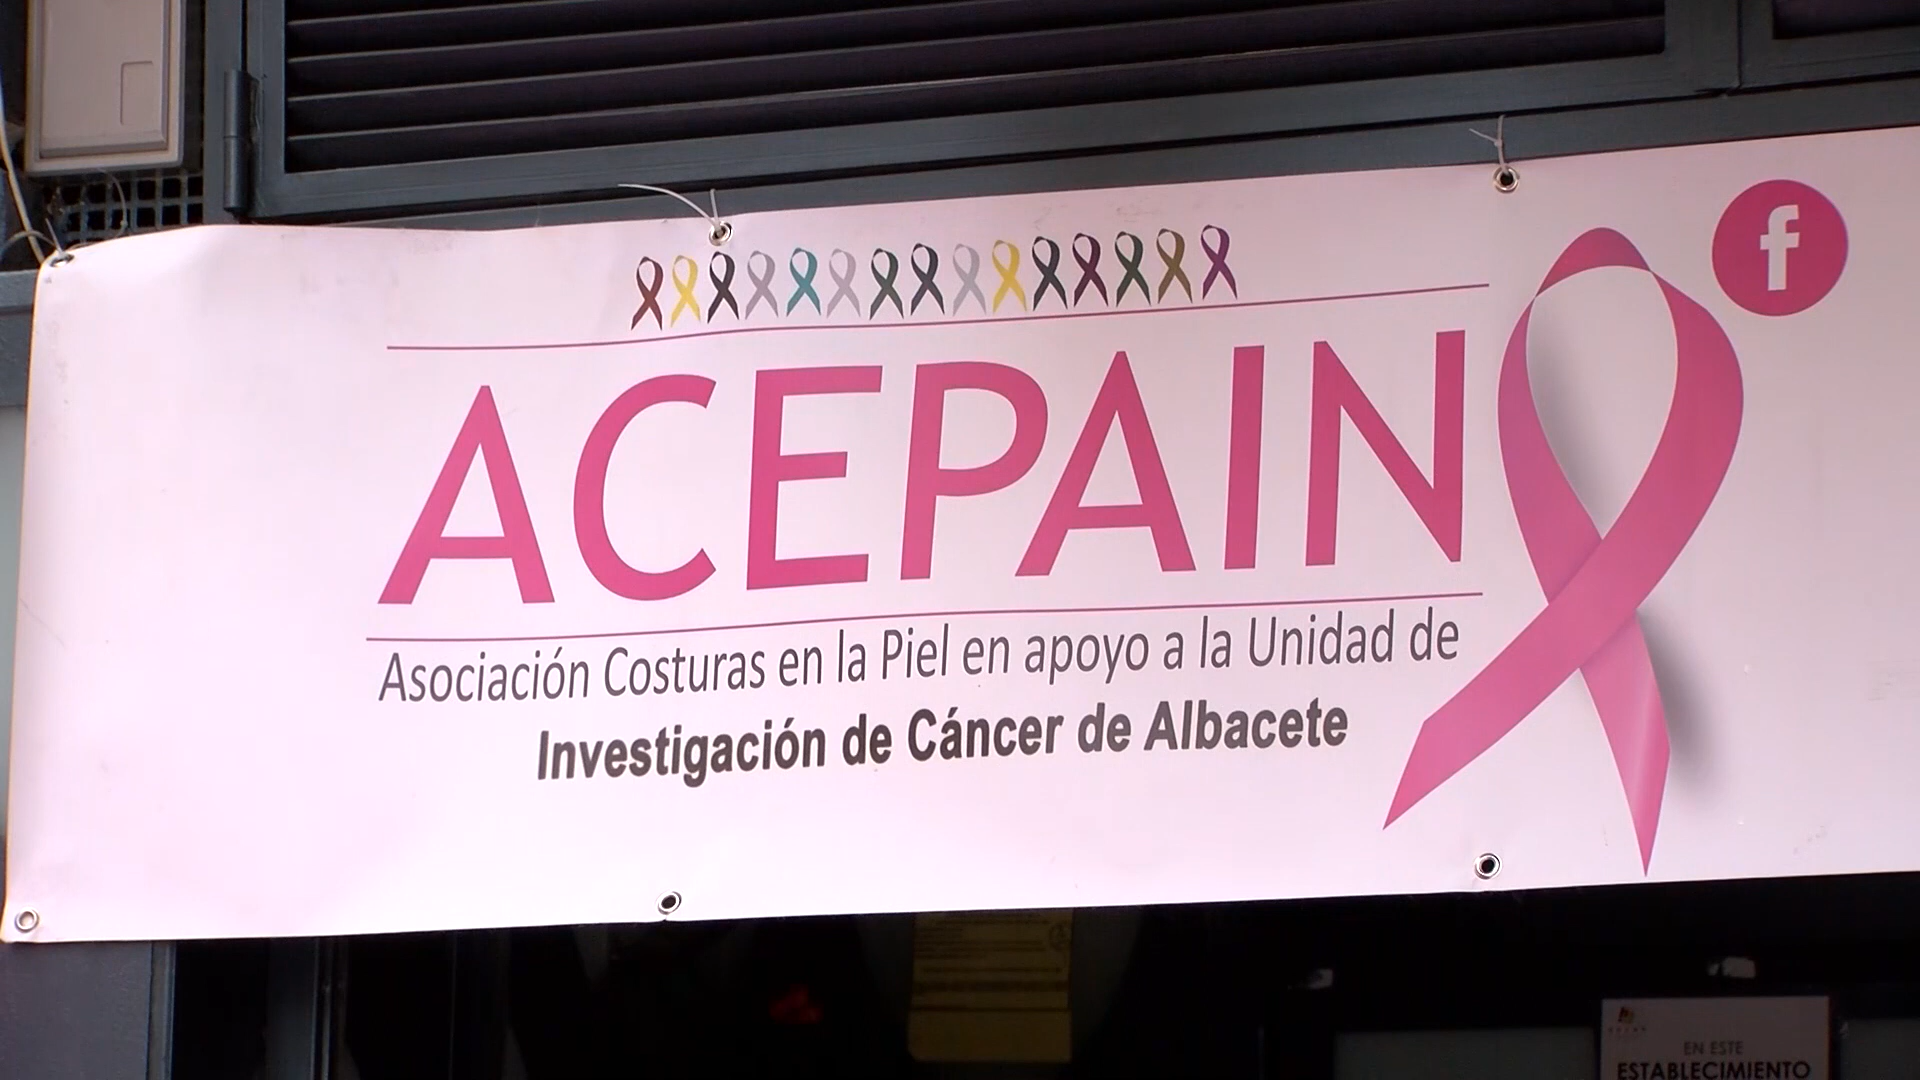 f
ACEPAIN
Asociación Costuras en la Piel en apoyo a la Unidad de
Investigación de Cáncer de Albacete
EN ESTE
ESTABLECIMIENTO